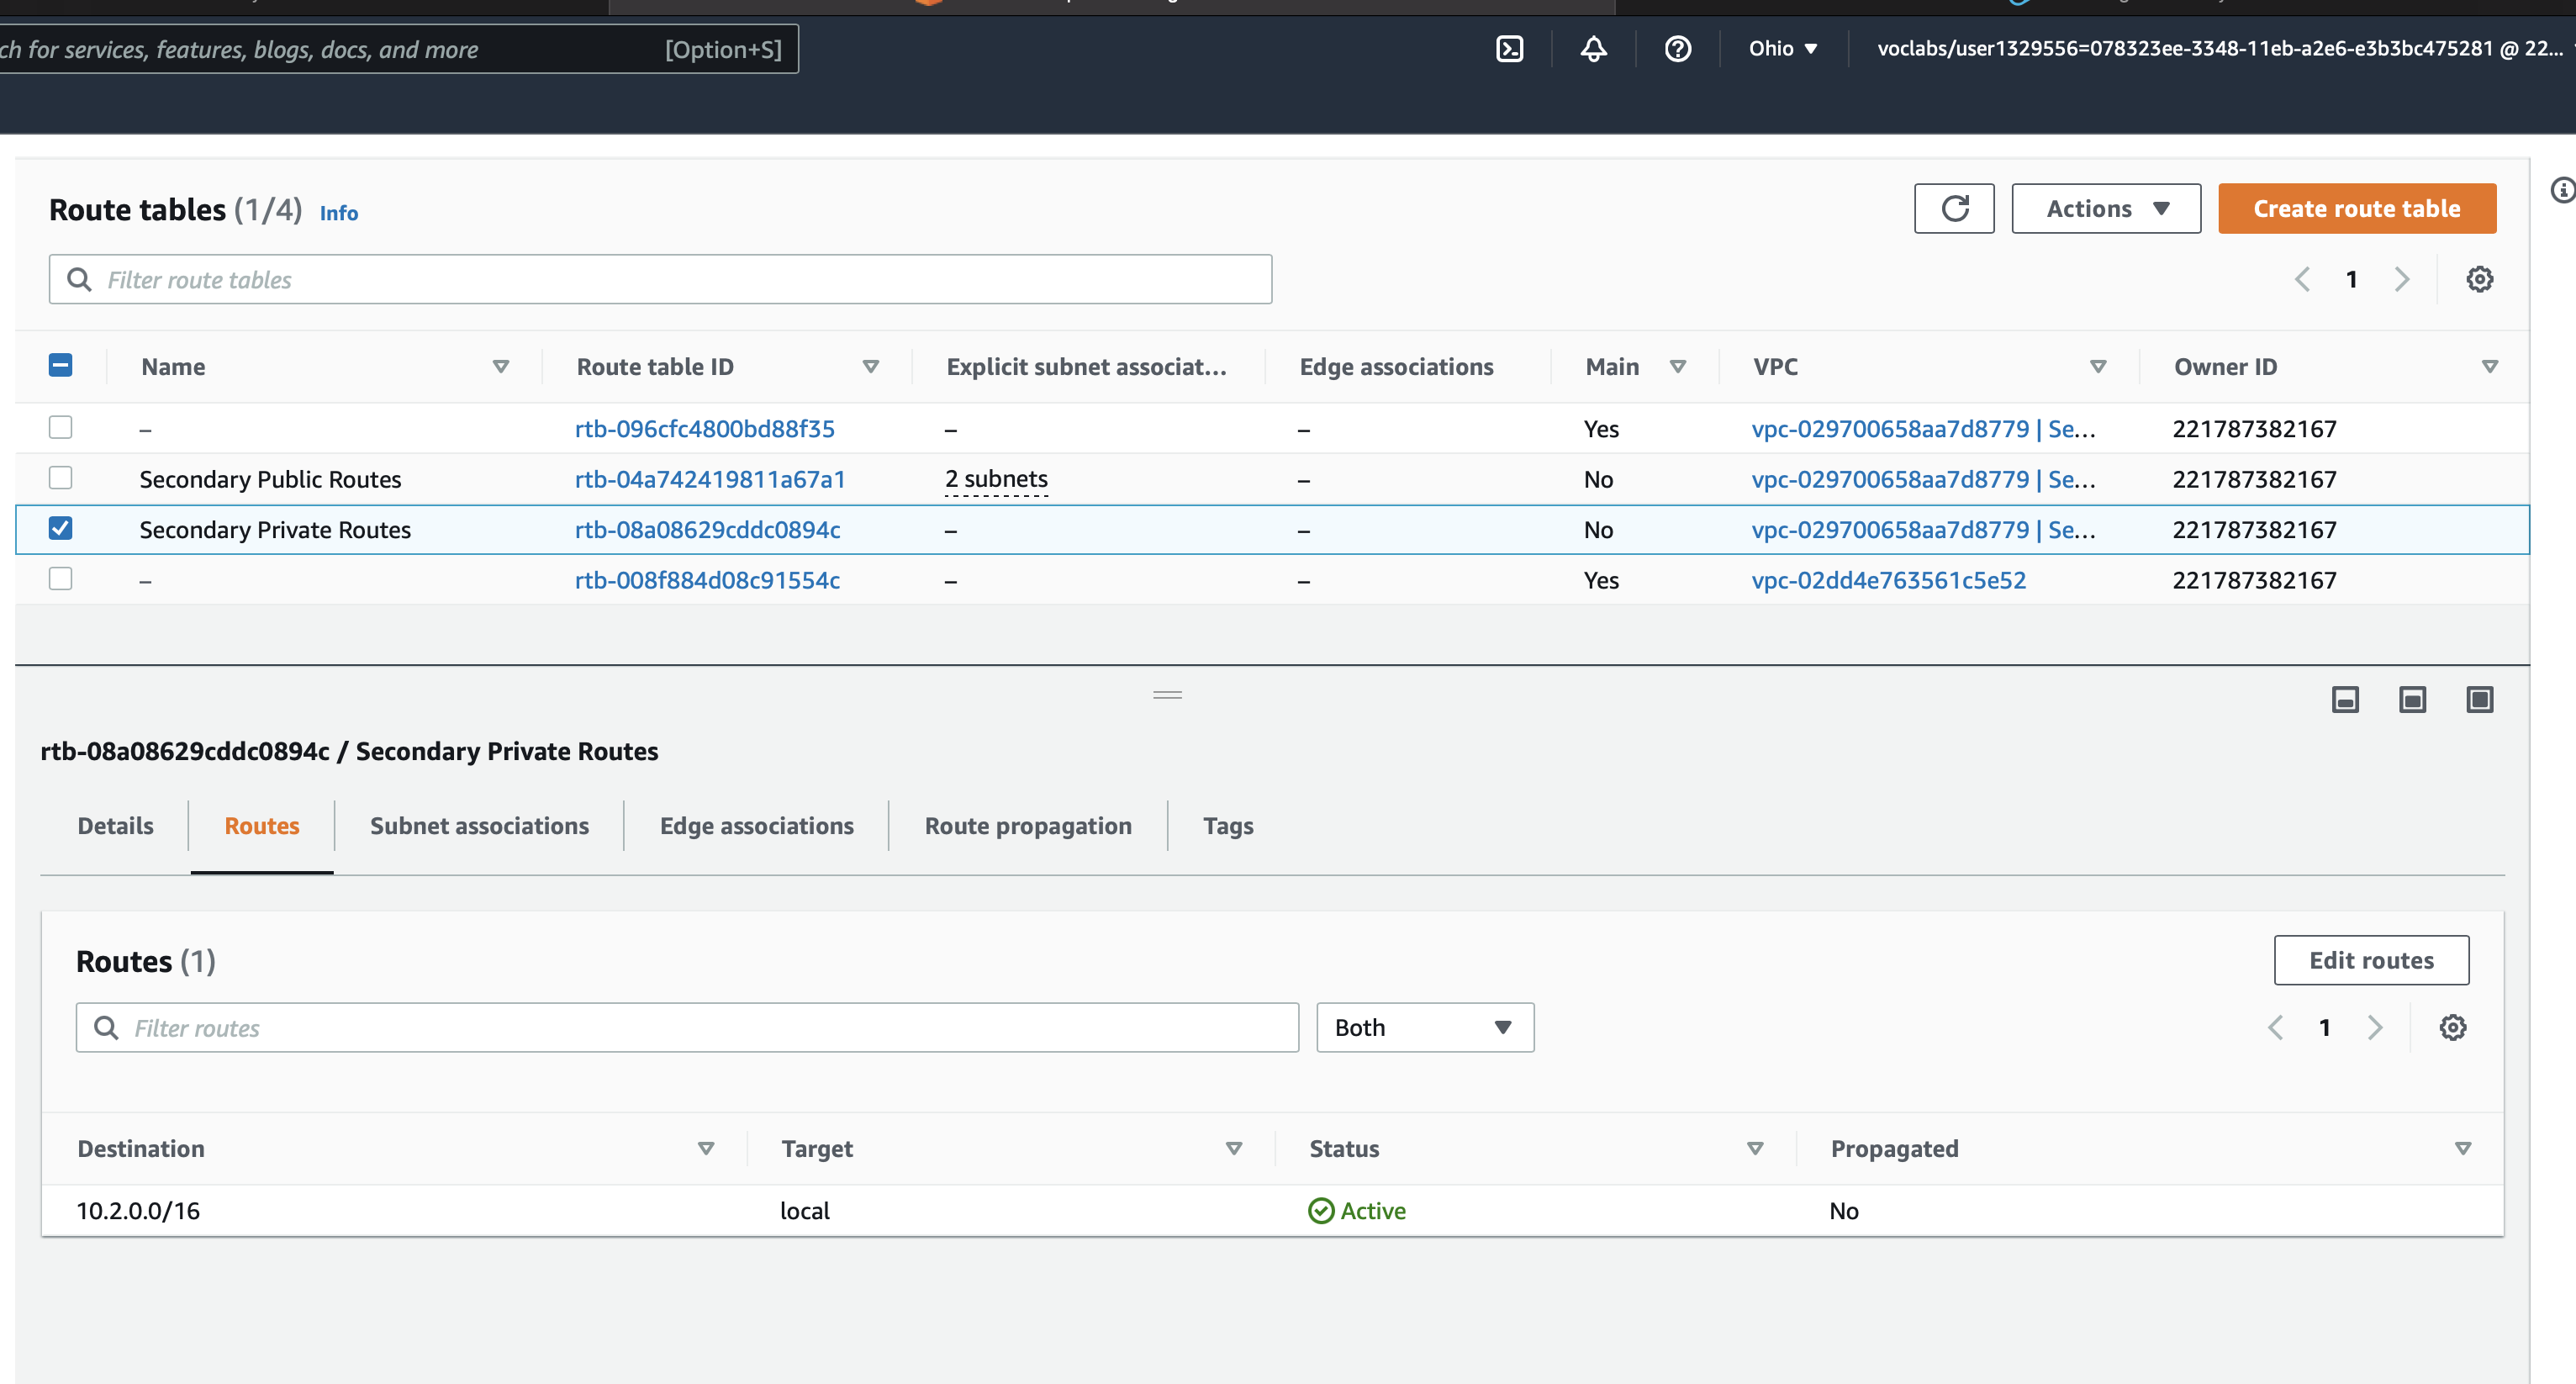 ch for services, features, blogs, docs, and more [Option+S] Ohio voclabs/user1329556=078323ee-3348-11eb-a2e6-e3b3bc475281 @ 22...
Route tables (1/4) Info Actions Create route table
Filter route tables 1
Name Route table ID Explicit subnet associat... Edge associations Main VPC Owner ID
– rtb-096cfc4800bd88f35 – – Yes vpc-029700658aa7d8779 | Se... 221787382167
Secondary Public Routes rtb-04a742419811a67a1 2 subnets – No vpc-029700658aa7d8779 | Se... 221787382167
Secondary Private Routes rtb-08a08629cddc0894c – – No vpc-029700658aa7d8779 | Se... 221787382167
– rtb-008f884d08c91554c – – Yes vpc-02dd4e763561c5e52 221787382167
rtb-08a08629cddc0894c / Secondary Private Routes
Details Routes Subnet associations Edge associations Route propagation Tags
Routes (1) Edit routes
Filter routes Both 1
Destination Target Status Propagated
10.2.0.0/16 local Active No